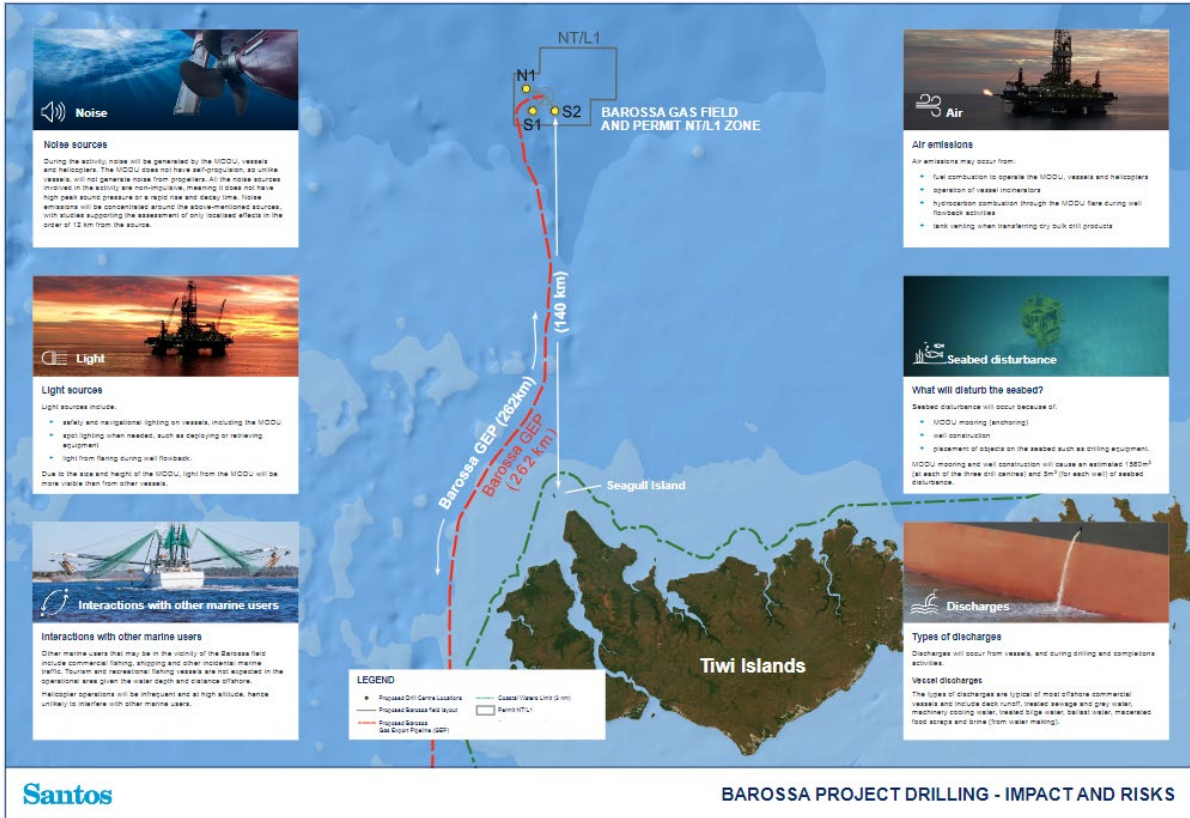 Noise
Noise sources
During the activity, noise will be generated by the MODU, vessels
and helicopters. The MODU does not have self-propulsion, so unlike
vessels, will not generate noise from propellers. All the noise sources
involved in the activity are non-impulsive, meaning it does not have
high peak sound pressure or a rapid rise and decay time. Noise
emissions will be concentrated around the above-mentioned sources,
with studies supporting the assessment of only localised effects in the
order of 12 km from the source.
Light
Light sources
Light sources include:
safety and navigational lighting on vessels, including the MODU
spot lighting when needed, such as deploying or retrieving
equipment
light from flaring during well flowback.
Due to the size and height of the MODU, light from the MODU will be
more visible than from other vessels.
Interactions with other marine users
Interactions with other marine users
Other marine users that may be in the vicinity of the Barossa field
include commercial fishing, shipping and other incidental marine
traffic. Tourism and recreational fishing vessels are not expected in the
operational area given the water depth and distance offshore.
Helicopter operations will be infrequent and at high altitude, hence
unlikely to interfere with other marine users.
NT/L1
N1
S1
S2
BAROSSA GAS FIELD
AND PERMIT NT/L1 ZONE
(140 km)
Barossa GEP (262km)
Barossa GEP
(262 km)
Seagull Island
Tiwi Islands
LEGEND
Proposed Drill Centre Locations
Proposed Barossa field layout
Proposed Barossa
Gas Export Pipeline (GEP)
Coastal Waters Limit (3 nm)
Permit NT/L1
Air
Air emissions
Air emissions may occur from:
fuel combustion to operate the MODU, vessels and helicopters
operation of vessel incinerators
hydrocarbon combustion through the MODU flare during well
flowback activities
tank venting when transferring dry bulk drill products
Seabed disturbance
What will disturb the seabed?
Seabed disturbance will occur because of:
MODU mooring (anchoring)
well construction
placement of objects on the seabed such as drilling equipment.
MODU mooring and well construction will cause an estimated
(at each of the three drill centres) and 5m² (for each well) of seabed
disturbance.
Discharges
Types of discharges
Discharges will occur from vessels, and during drilling and completions
activities.
Vessel discharges
The types of discharges are typical of most offshore commercial
vessels and include deck runoff, treated sewage and grey water,
machinery cooling water, treated bilge water, ballast water, macerated
food scraps and brine (from water making).
Santos
BAROSSA PROJECT DRILLING - IMPACT AND RISKS